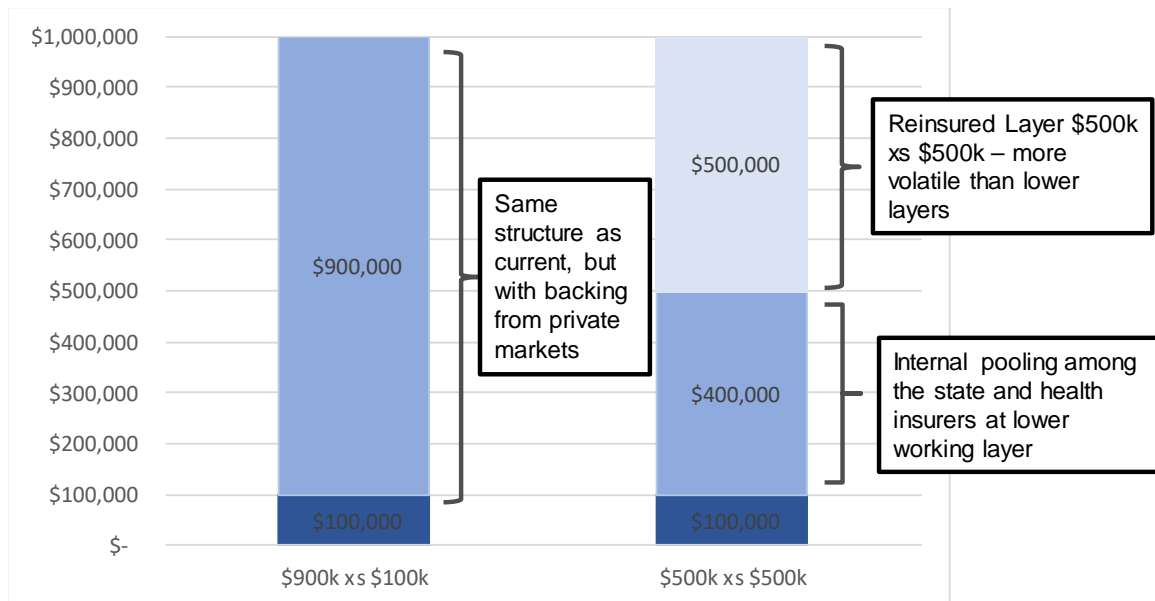 $1,000,000
$900,000
$800,000
$700,000
$600,000
$500,000
$400,000
$300,000
$200,000
$100,000
$-
$900,000
$100,000
$900k xs $100k
Same
structure as
current, but
with backing
from private
markets
$500,000
$400,000
$100,000
$500k xs $500k
Reinsured Layer $500k
xs $500k – more
volatile than lower
layers
Internal pooling among
the state and health
insurers at lower
working layer